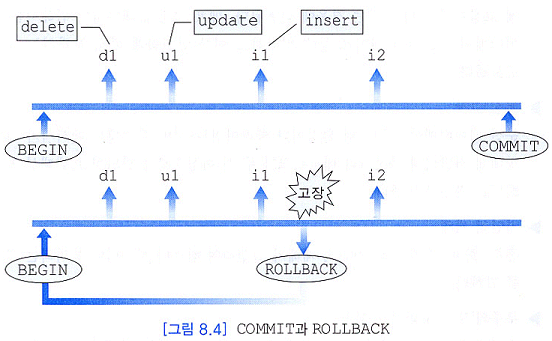 delete update insert
d1 u1 i1 i2
BEGIN COMMIT
d1 u1 i1 고장 i2
BEGIN ROLLBACK
[그림 8.4] COMMIT과 ROLLBACK